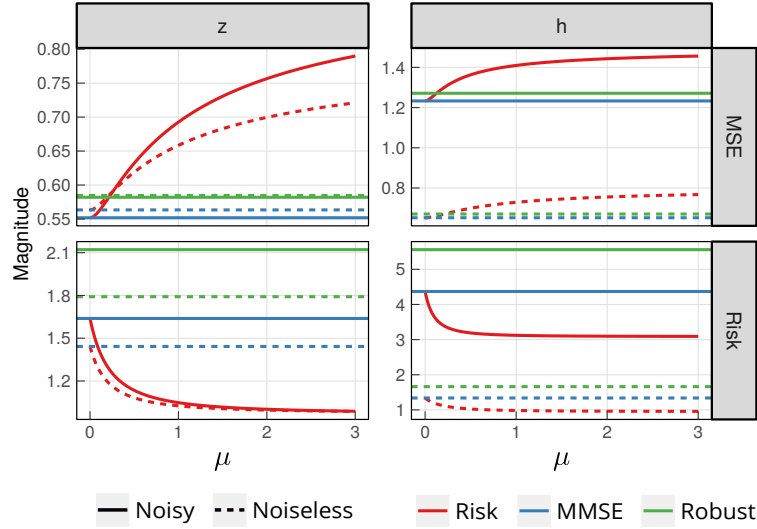 z
h
0.80
0.75
0.70
0.65
0.60
0.55
1.4
1.2
0.8
MSE
Magnitude
2.1
1.8
1.5
1.2
5
4
3
2
1
Risk
0 1 2 3
0 1 2 3
μ
μ
Noisy Noiseless Risk MMSE Robust